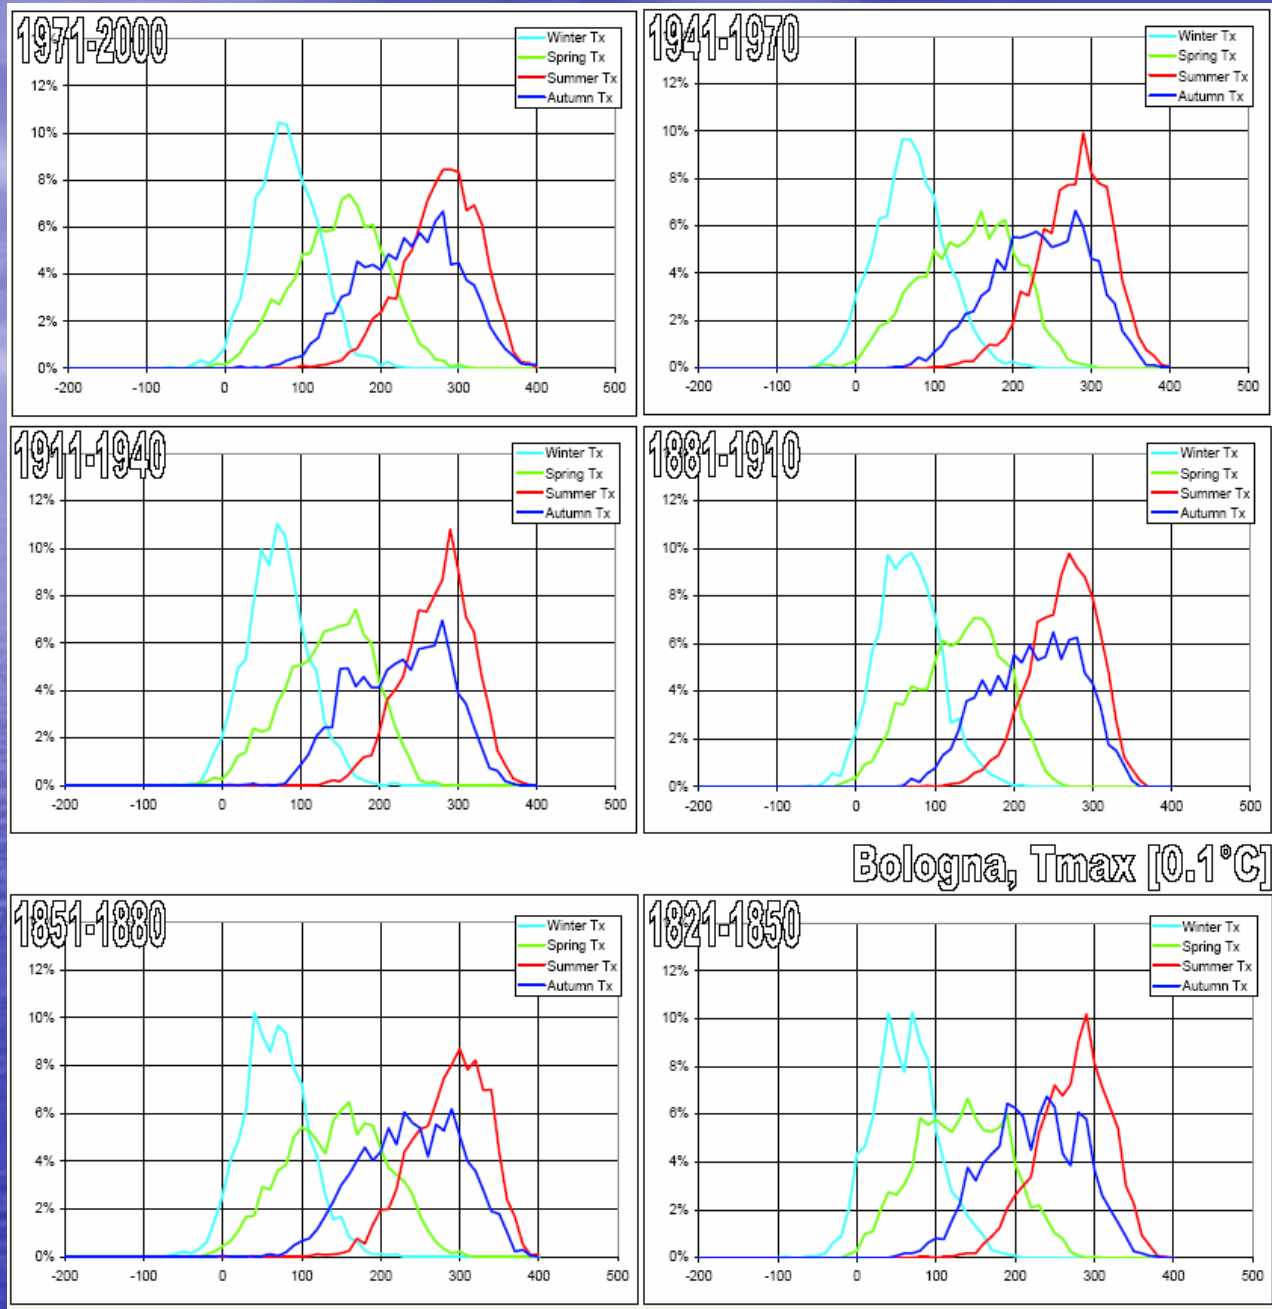 1971-2000
Winter Tx
Spring Tx
Summer Tx
Autumn Tx
12%
10%
8%
6%
4%
2%
0%
-200 -100 0 100 200 300 400 500
1941-1970
Winter Tx
Spring Tx
Summer Tx
Autumn Tx
12%
10%
8%
6%
4%
2%
0%
-200 -100 0 100 200 300 400 500
1911-1940
Winter Tx
Spring Tx
Summer Tx
Autumn Tx
12%
10%
8%
6%
4%
2%
0%
-200 -100 0 100 200 300 400 500
1881-1910
Winter Tx
Spring Tx
Summer Tx
Autumn Tx
12%
10%
8%
6%
4%
2%
0%
-200 -100 0 100 200 300 400 500
Bologna, Tmax [0.1°C]
1851-1880
Winter Tx
Spring Tx
Summer Tx
Autumn Tx
12%
10%
8%
6%
4%
2%
0%
-200 -100 0 100 200 300 400 500
1821-1850
Winter Tx
Spring Tx
Summer Tx
Autumn Tx
12%
10%
8%
6%
4%
2%
0%
-200 -100 0 100 200 300 400 500